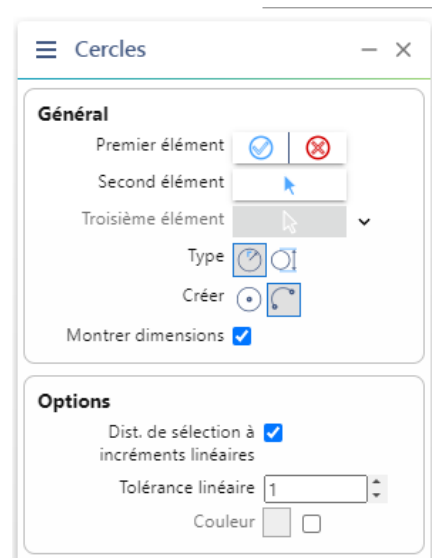 Cercles
Général
Premier élément
Second élément
Troisième élément
Type
Créer
Montrer dimensions
Options
Dist. de sélection à
incréments linéaires
Tolérance linéaire 1
Couleur